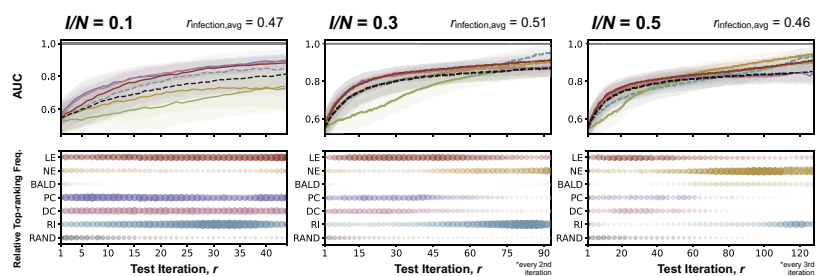 I/N = 0.1
r infection,avg = 0.47
I/N = 0.3
r infection,avg = 0.51
I/N = 0.5
r infection,avg = 0.46
AUC
1.0
0.8
0.6
1.0
0.8
0.6
1.0
0.8
0.6
Relative Top-ranking Freq.
LE
NE
BALD
PC
DC
RI
RAND
LE
NE
BALD
PC
DC
RI
RAND
LE
NE
BALD
PC
DC
RI
RAND
1 5 10 15 20 25 30 35 40
1 15 30 45 60 75 90
1 20 40 60 80 100 120
Test Iteration, r
Test Iteration, r
*every 2nd
iteration
Test Iteration, r
*every 3rd
iteration